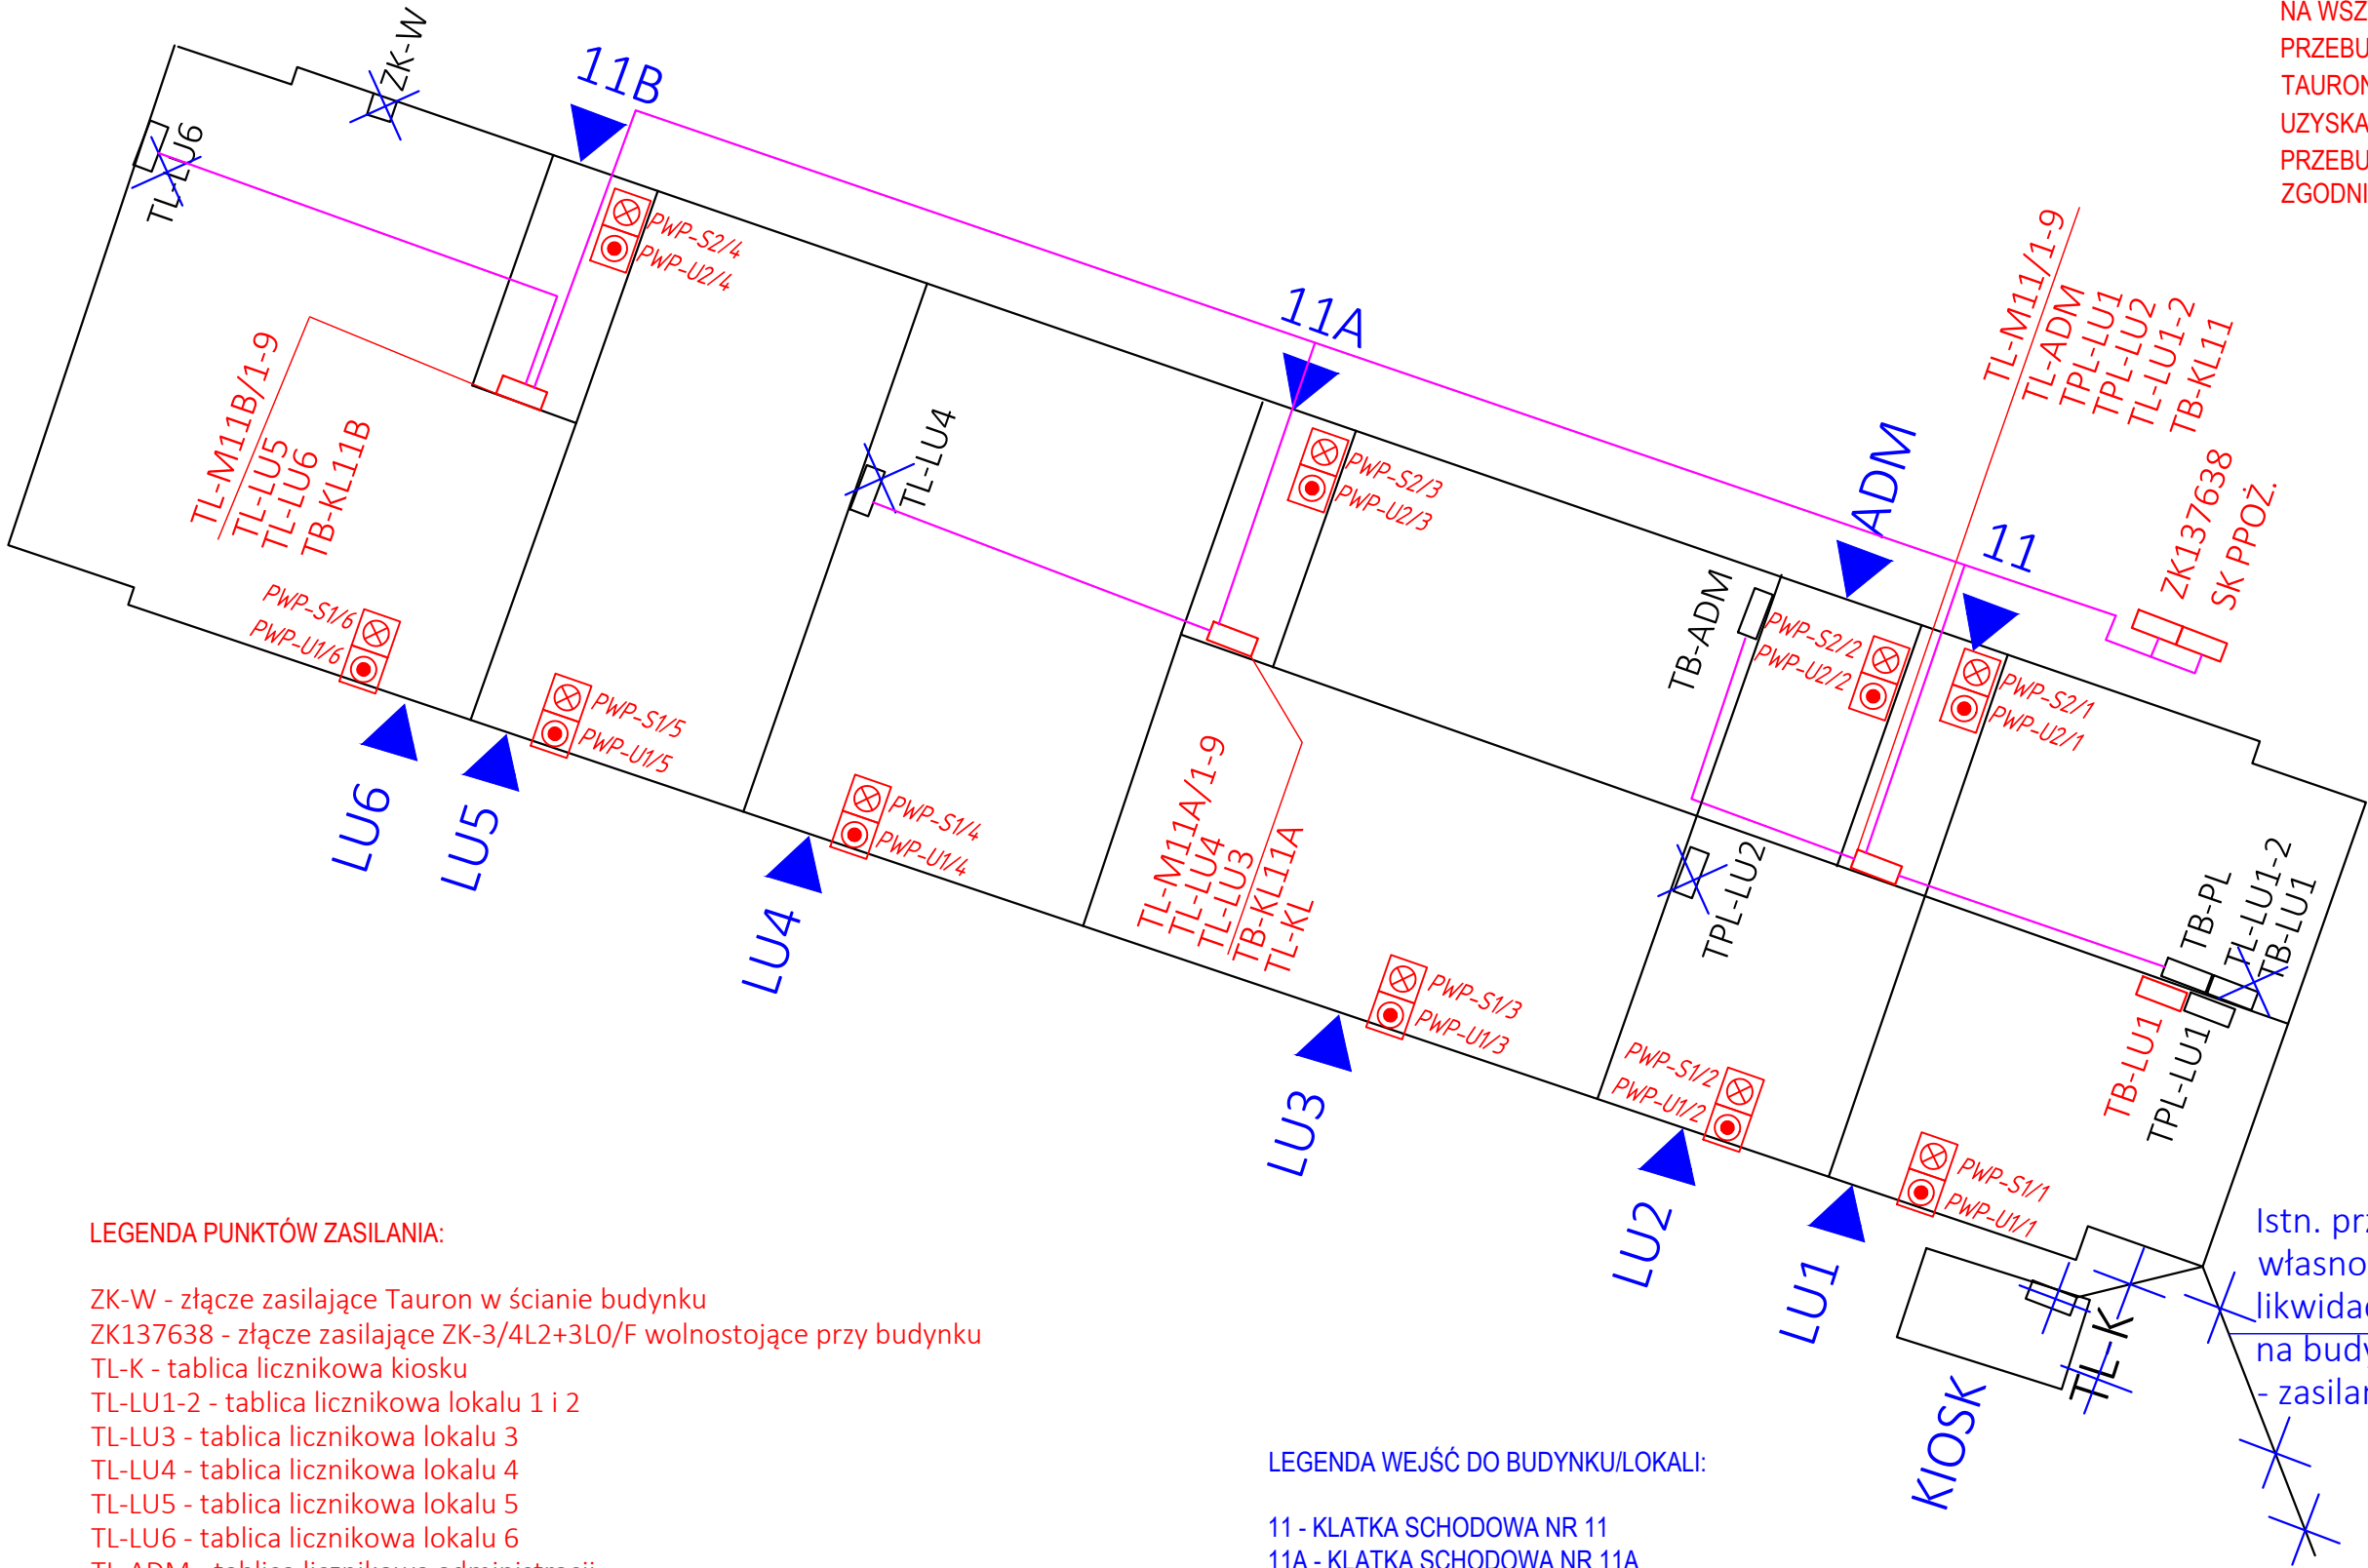 NA WSZ
PRZEBU
TAURON
UZYSKA
PRZEBU
ZGODNI
ZK-W
11B
TL-LU6
PWP-S2/4
PWP-U2/4
11A
TL-M11/1-9
TL-ADM
TPL-LU1
TPL-LU2
TL-LU1-2
TB-KL11
TL-M11B/1-9
TL-LU5
TL-LU6
TB-KL11B
TL-LU4
PWP-S2/3
PWP-U2/3
ADM
11
ZK137638
SK PPOŻ.
PWP-S1/6
PWP-U1/6
TB-ADM
PWP-S2/2
PWP-U2/2
PWP-S2/1
PWP-U2/1
PWP-S1/5
PWP-U1/5
LU6
LU5
PWP-S1/4
PWP-U1/4
LU4
TL-M11A/1-9
TL-LU4
TL-LU3
TB-KL11A
TL-KL
TPL-LU2
TB-PL
TL-LU1-2
TB-LU1
TB-LU1
TPL-LU1
PWP-S1/3
PWP-U1/3
LU3
PWP-S1/2
PWP-U1/2
LU2
PWP-S1/1
PWP-U1/1
LU1
TL-K
KIOSK
Istn. prz
własno
likwidac
na budy
- zasilan
LEGENDA PUNKTÓW ZASILANIA:
ZK-W - złącze zasilające Tauron w ścianie budynku
ZK137638 - złącze zasilające ZK-3/4L2+3L0/F wolnostojące przy budynku
TL-K - tablica licznikowa kiosku
TL-LU1-2 - tablica licznikowa lokalu 1 i 2
TL-LU3 - tablica licznikowa lokalu 3
TL-LU4 - tablica licznikowa lokalu 4
TL-LU5 - tablica licznikowa lokalu 5
TL-LU6 - tablica licznikowa lokalu 6
TL-ADM - tablica licznikowa administracji
LEGENDA WEJŚĆ DO BUDYNKU/LOKALI:
11 - KLATKA SCHODOWA NR 11
11A - KLATKA SCHODOWA NR 11A